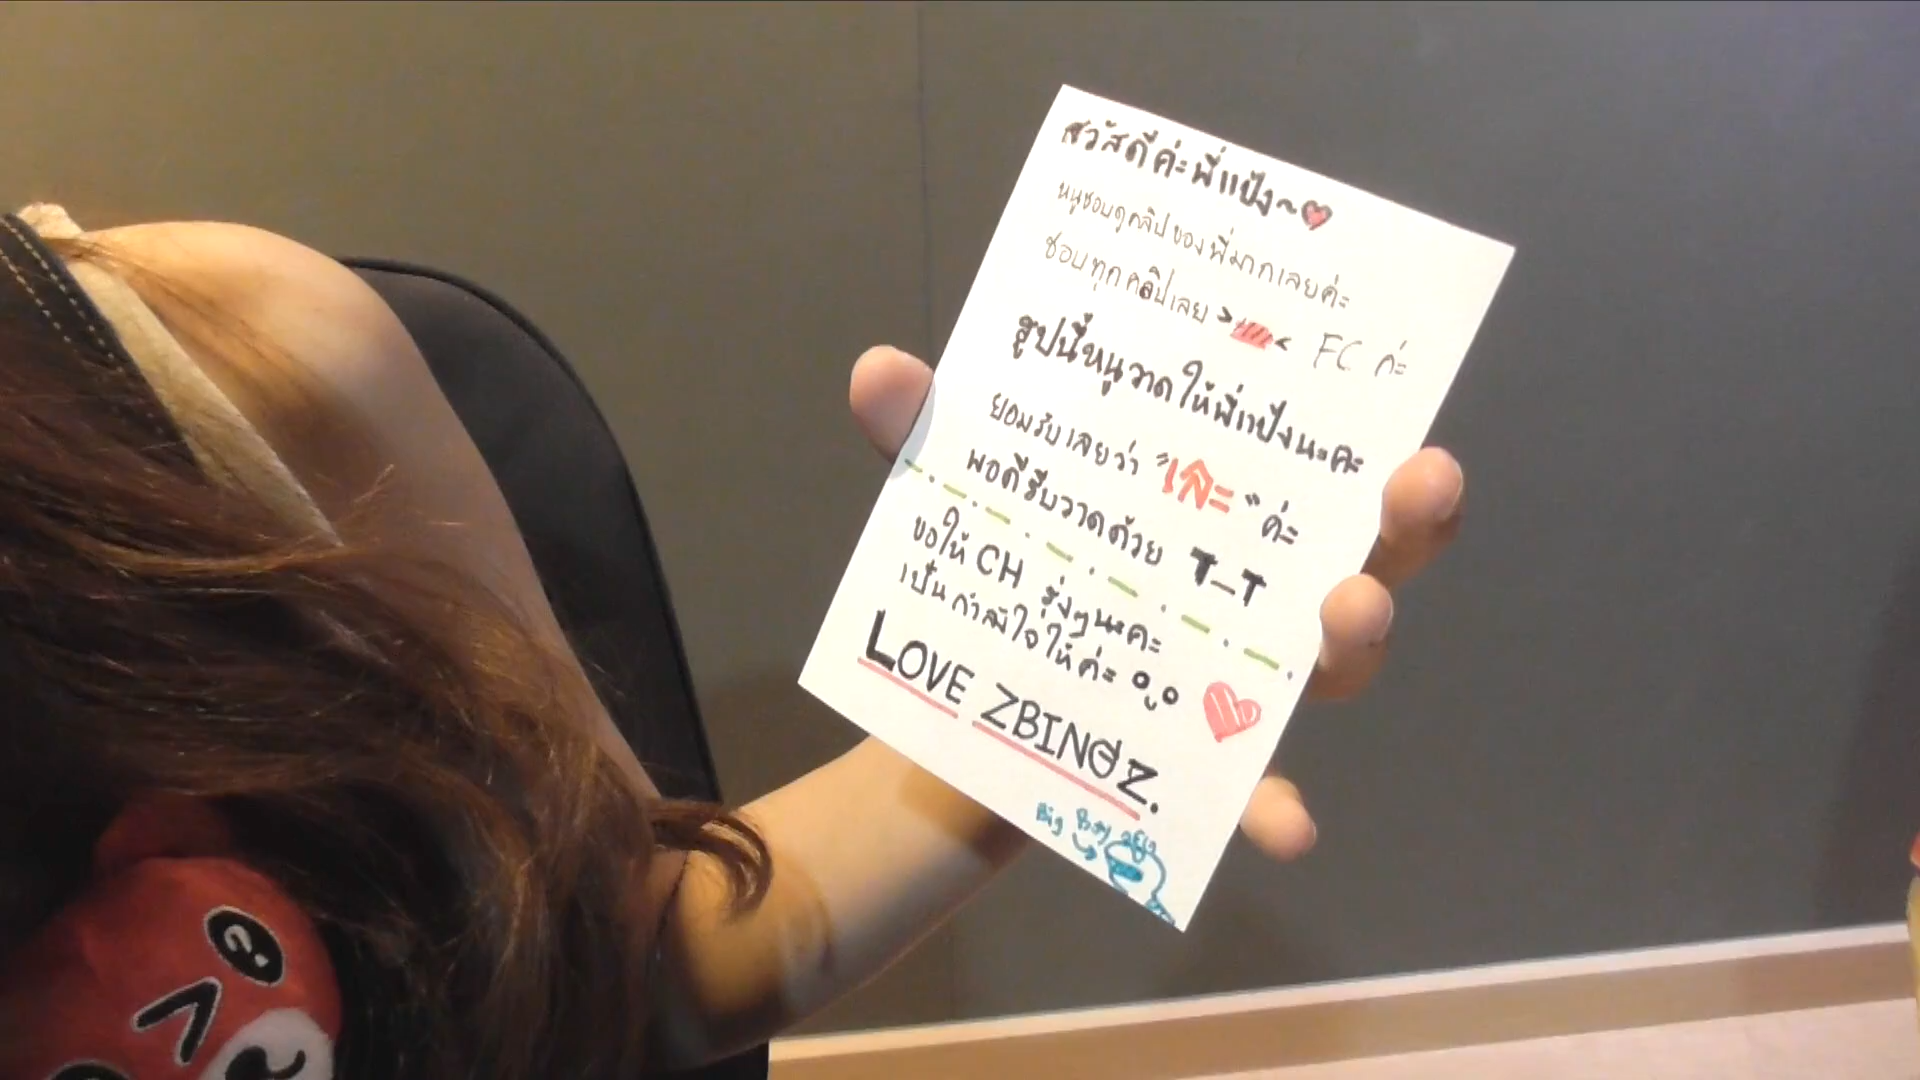 สวัสดีค่ะพี่แป้ง~♥
หนูชอบดูคลิปของพี่มากเลยค่ะ
ชอบทุกคลิปเลย >////< FC ค่ะ
รูปนี้หนูวาดให้พี่แป้งนะคะ
ยอมรับเลยว่า "เละ" ค่ะ
พอดีรีบวาดด้วย T_T
ขอให้ CH รุ่งๆนะคะ
เป็นกำลังใจให้ค่ะ
LOVE ZBINGZ.
Big Boy